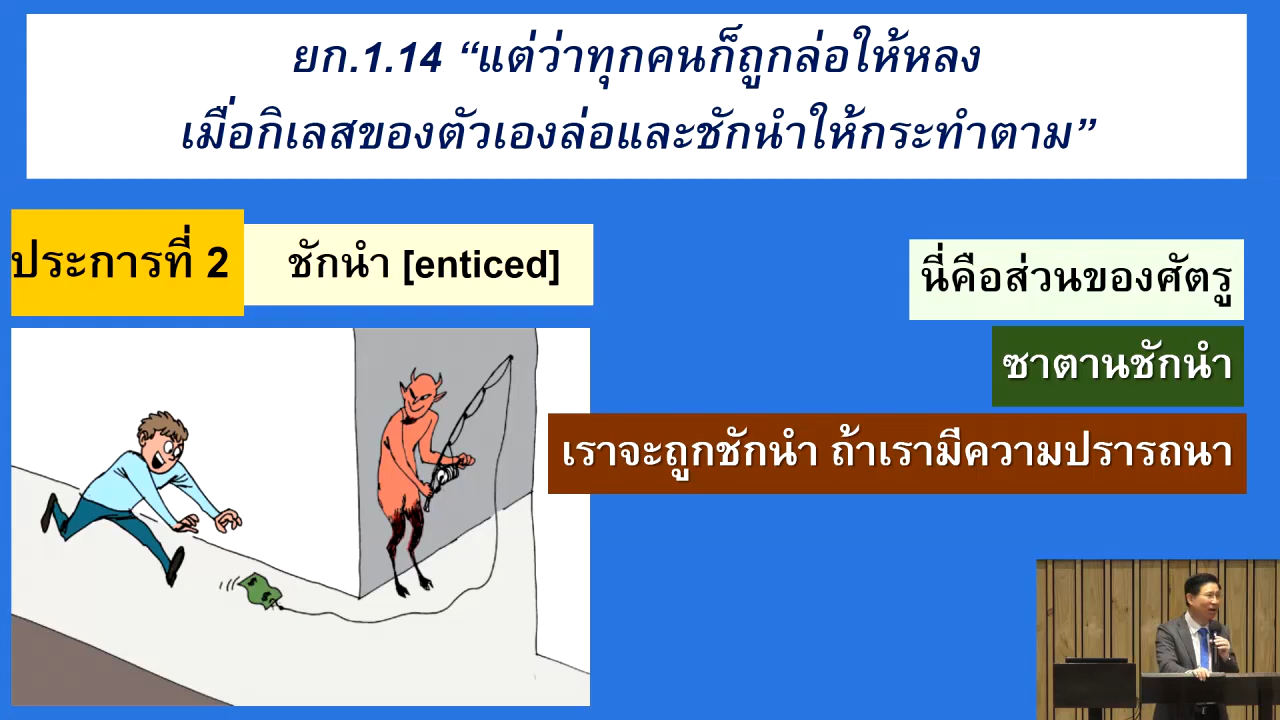 ยก.1.14 “แต่ว่าทุกคนก็ถูกล่อให้หลง
เมื่อกิเลสของตัวเองล่อและชักนำให้กระทำตาม”
ประการที่ 2
ชักนำ [enticed]
นี่คือส่วนของศัตรู
ซาตานชักนำ
เราจะถูกชักนำ ถ้าเรามีความปรารถนา